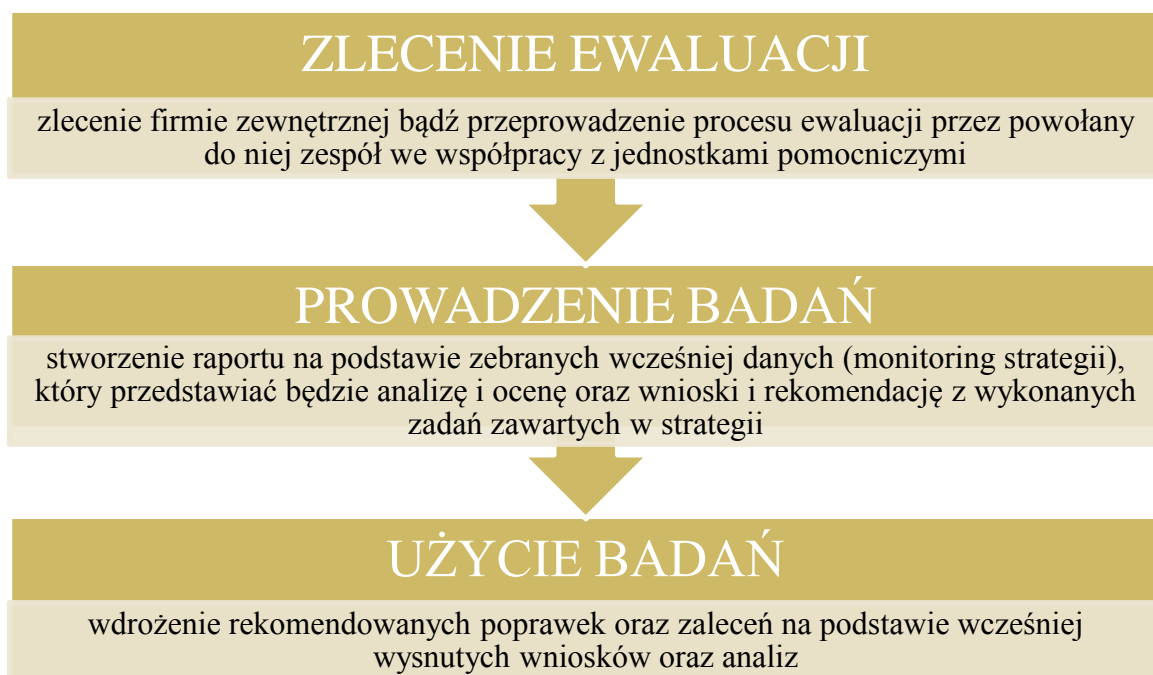 ZLECENIE EWALUACJI
zlecenie firmie zewnętrznej bądź przeprowadzenie procesu ewaluacji przez powołany
do niej zespół we współpracy z jednostkami pomocniczymi
PROWADZENIE BADAŃ
stworzenie raportu na podstawie zebranych wcześniej danych (monitoring strategii),
który przedstawiać będzie analizę i ocenę oraz wnioski i rekomendację z wykonanych
zadań zawartych w strategii
UŻYCIE BADAŃ
wdrożenie rekomendowanych poprawek oraz zaleceń na podstawie wcześniej
wysnutych wniosków oraz analiz